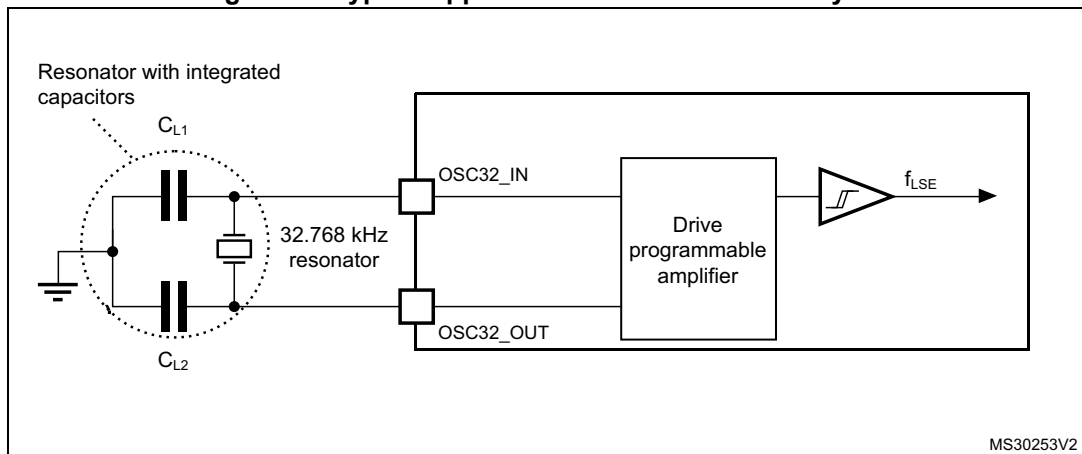 Resonator with integrated
capacitors
CL1
OSC32_IN
fLSE
32.768 kHz
resonator
Drive
programmable
amplifier
OSC32_OUT
CL2
MS30253V2